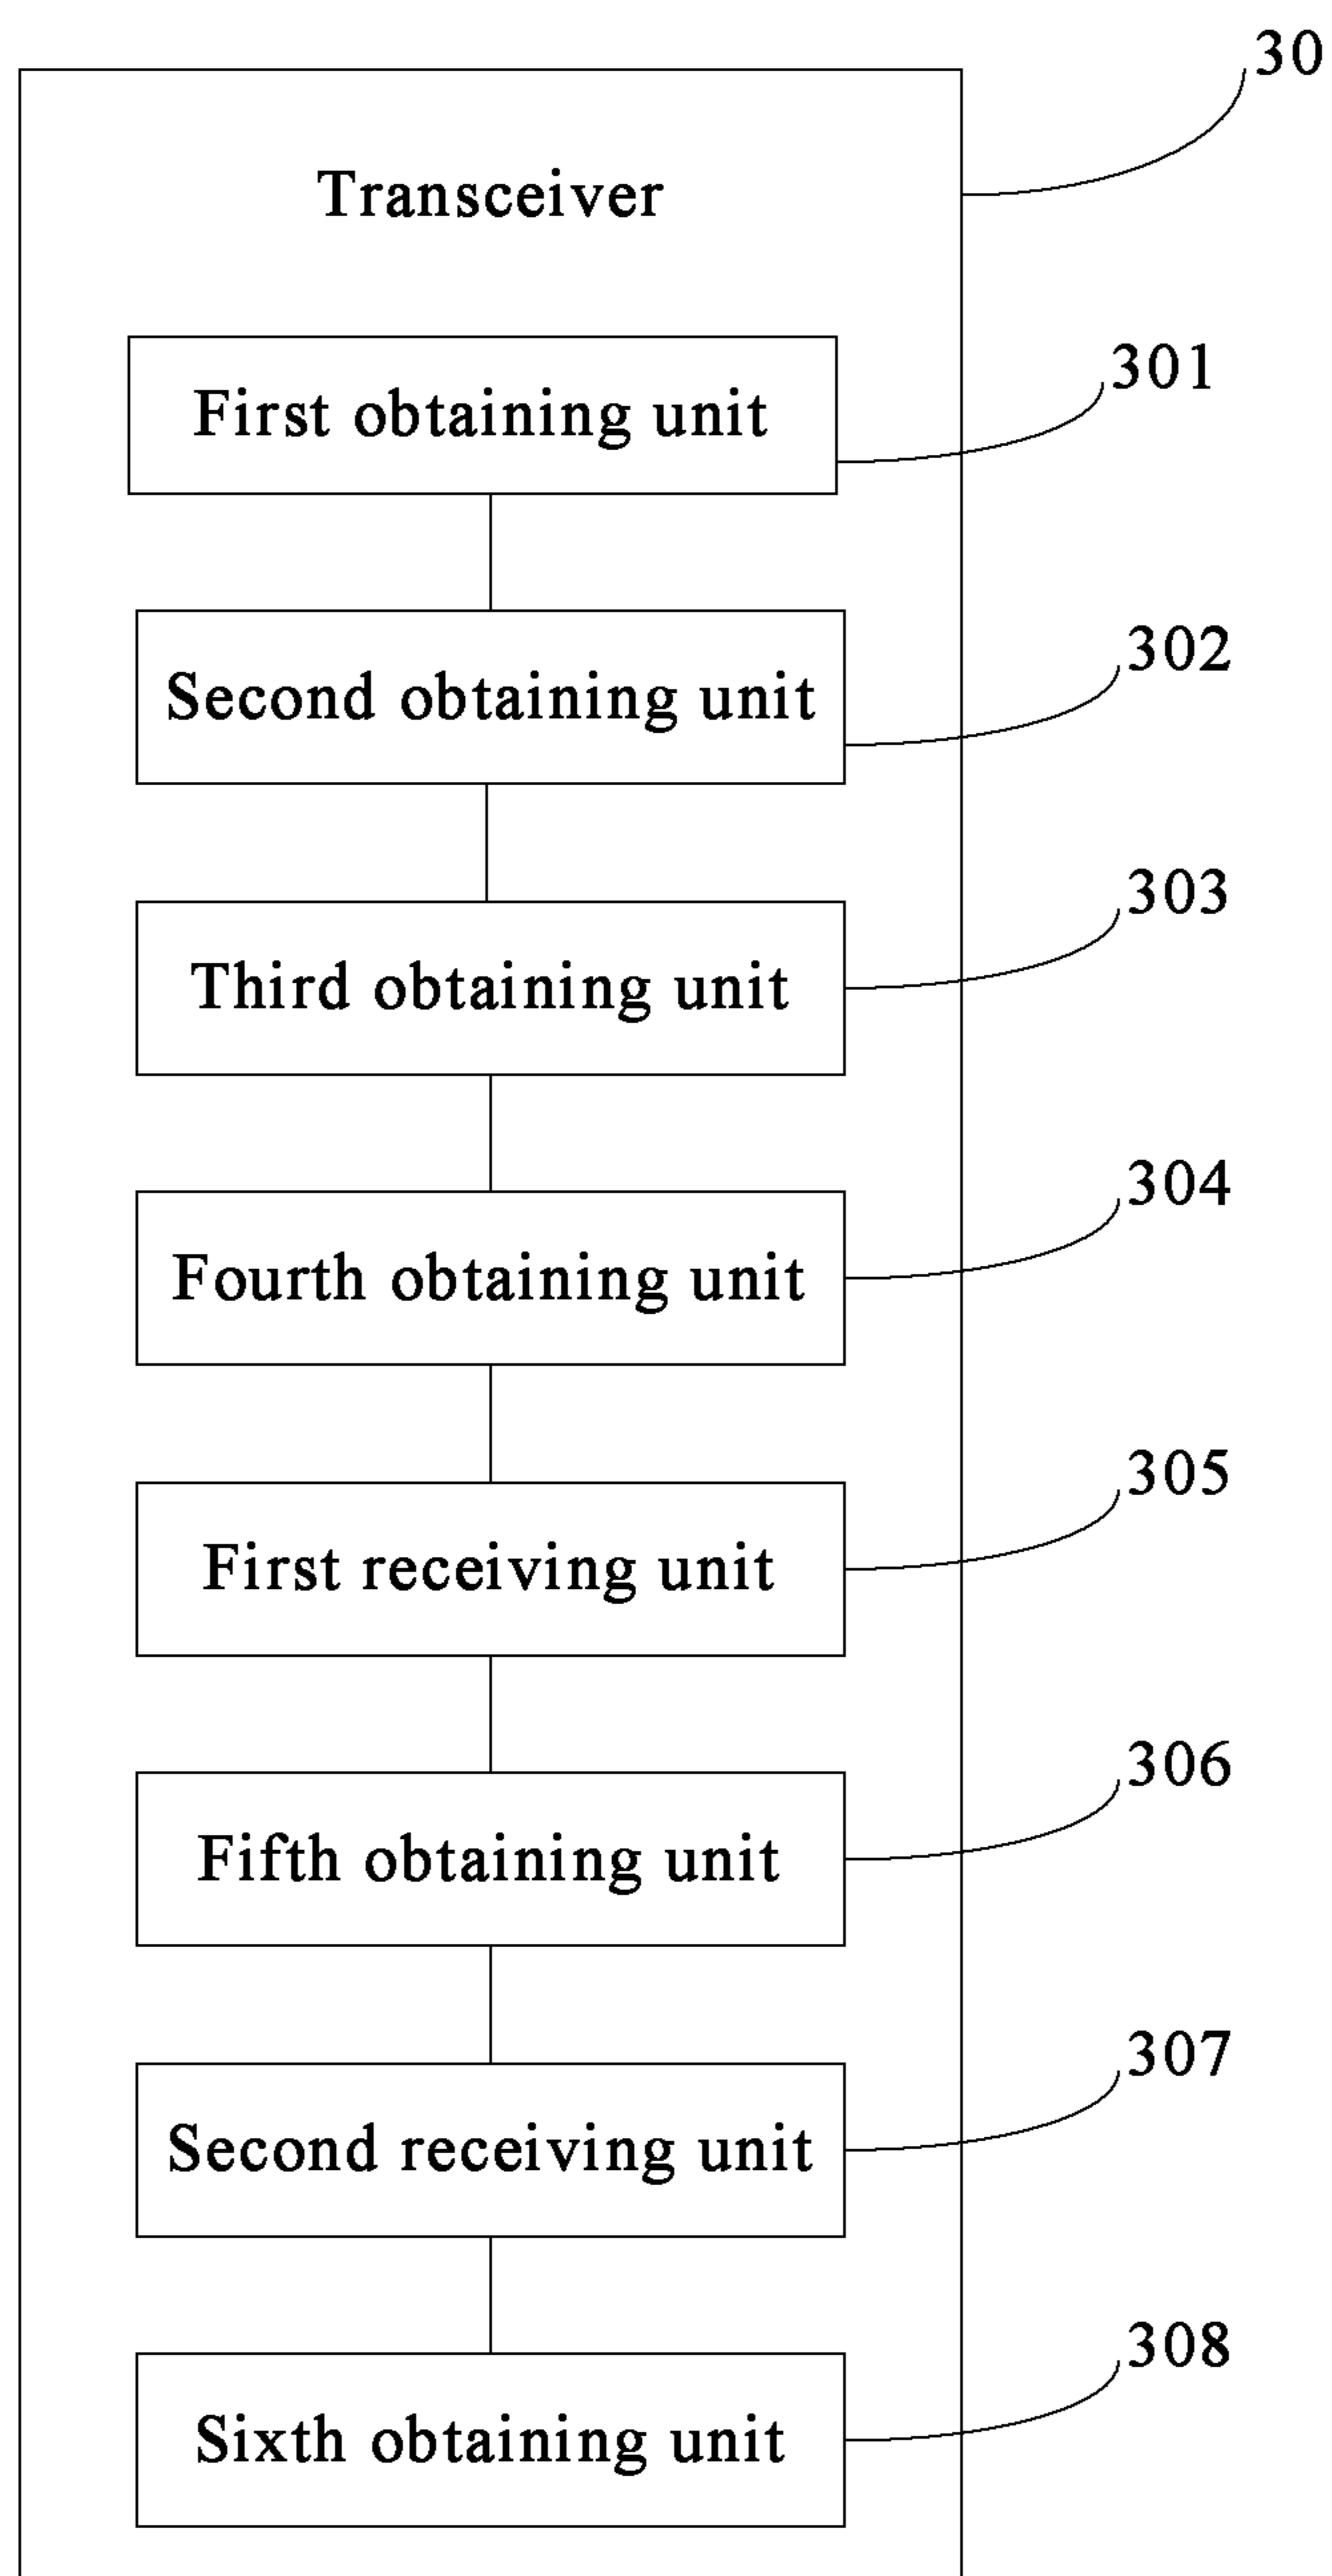 30
Transceiver
301
First obtaining unit
302
Second obtaining unit
303
Third obtaining unit
304
Fourth obtaining unit
305
First receiving unit
306
Fifth obtaining unit
307
Second receiving unit
308
Sixth obtaining unit